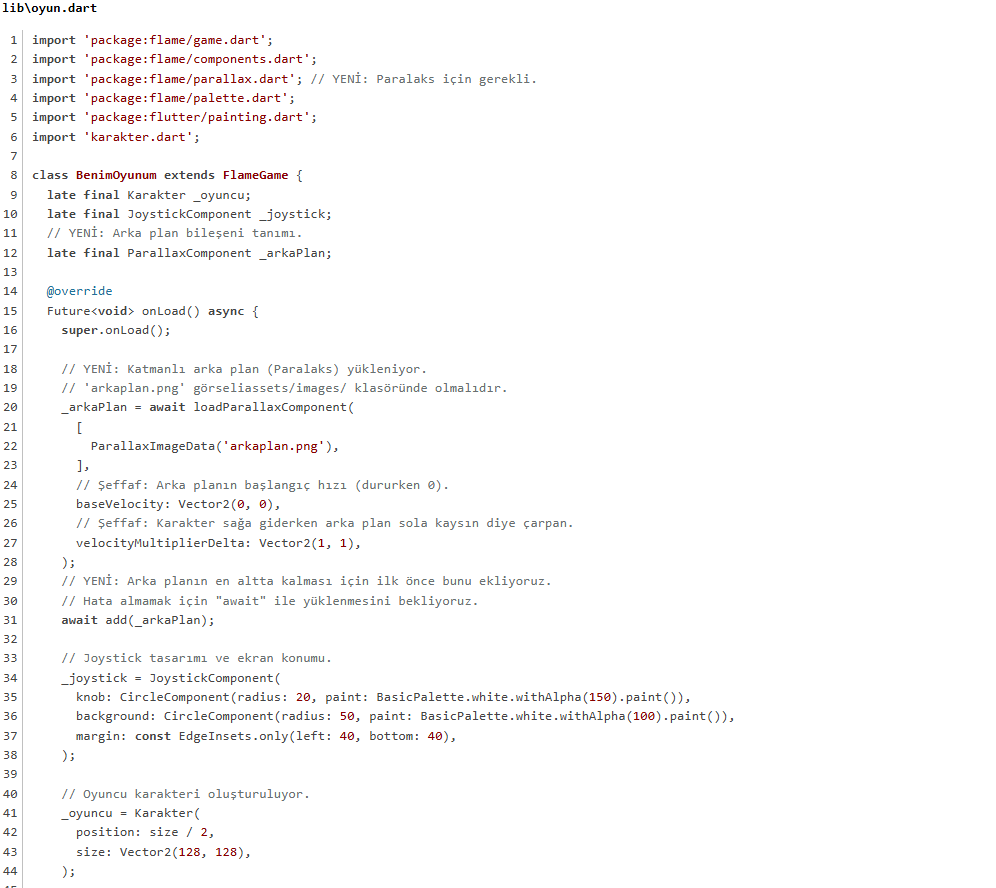 lib\oyun.dart
1 import 'package:flame/game.dart';
2 import 'package:flame/components.dart';
3 import 'package:flame/parallax.dart'; // YENİ: Paralaks için gerekli.
4 import 'package:flame/palette.dart';
5 import 'package:flutter/painting.dart';
6 import 'karakter.dart';
7
8 class BenimOyunum extends FlameGame {
9   late final Karakter _oyuncu;
10   late final JoystickComponent _joystick;
11   // YENİ: Arka plan bileşeni tanımı.
12   late final ParallaxComponent _arkaPlan;
13
14   @override
15   Future<void> onLoad() async {
16     super.onLoad();
17
18     // YENİ: Katmanlı arka plan (Paralaks) yükleniyor.
19     // 'arkaplan.png' görseliassets/images/ klasöründe olmalıdır.
20     _arkaPlan = await loadParallaxComponent(
21       [
22         ParallaxImageData('arkaplan.png'),
23       ],
24       // Şeffaf: Arka planın başlangıç hızı (dururken 0).
25       baseVelocity: Vector2(0, 0),
26       // Şeffaf: Karakter sağa giderken arka plan sola kaysın diye çarpan.
27       velocityMultiplierDelta: Vector2(1, 1),
28     );
29     // YENİ: Arka planın en altta kalması için ilk önce bunu ekliyoruz.
30     // Hata almamak için "await" ile yüklenmesini bekliyoruz.
31     await add(_arkaPlan);
32
33     // Joystick tasarımı ve ekran konumu.
34     _joystick = JoystickComponent(
35       knob: CircleComponent(radius: 20, paint: BasicPalette.white.withAlpha(150).paint()),
36       background: CircleComponent(radius: 50, paint: BasicPalette.white.withAlpha(100).paint()),
37       margin: const EdgeInsets.only(left: 40, bottom: 40),
38     );
39
40     // Oyuncu karakteri oluşturuluyor.
41     _oyuncu = Karakter(
42       position: size / 2,
43       size: Vector2(128, 128),
44     );